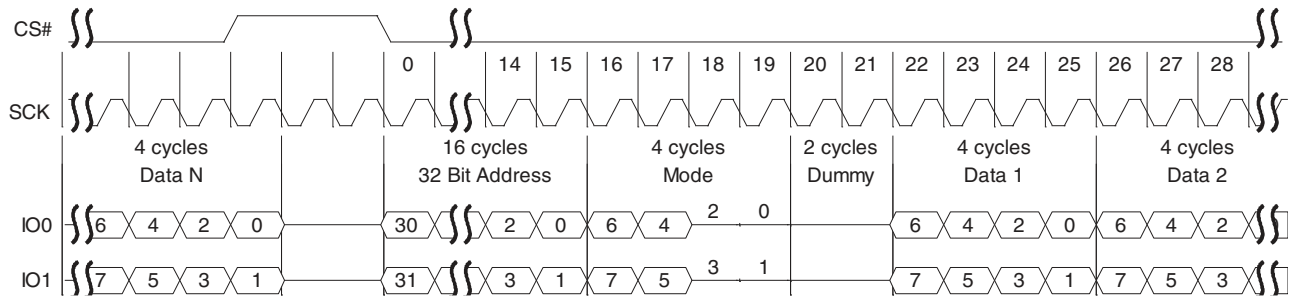 CS#
0 14 15 16 17 18 19 20 21 22 23 24 25 26 27 28
SCK
4 cycles 16 cycles 4 cycles 2 cycles 4 cycles 4 cycles
Data N 32 Bit Address Mode Dummy Data 1 Data 2
IO0 6 4 2 0 30 2 0 6 4 2 0 6 4 2 0 6 4 2
IO1 7 5 3 1 31 3 1 7 5 3 1 7 5 3 1 7 5 3